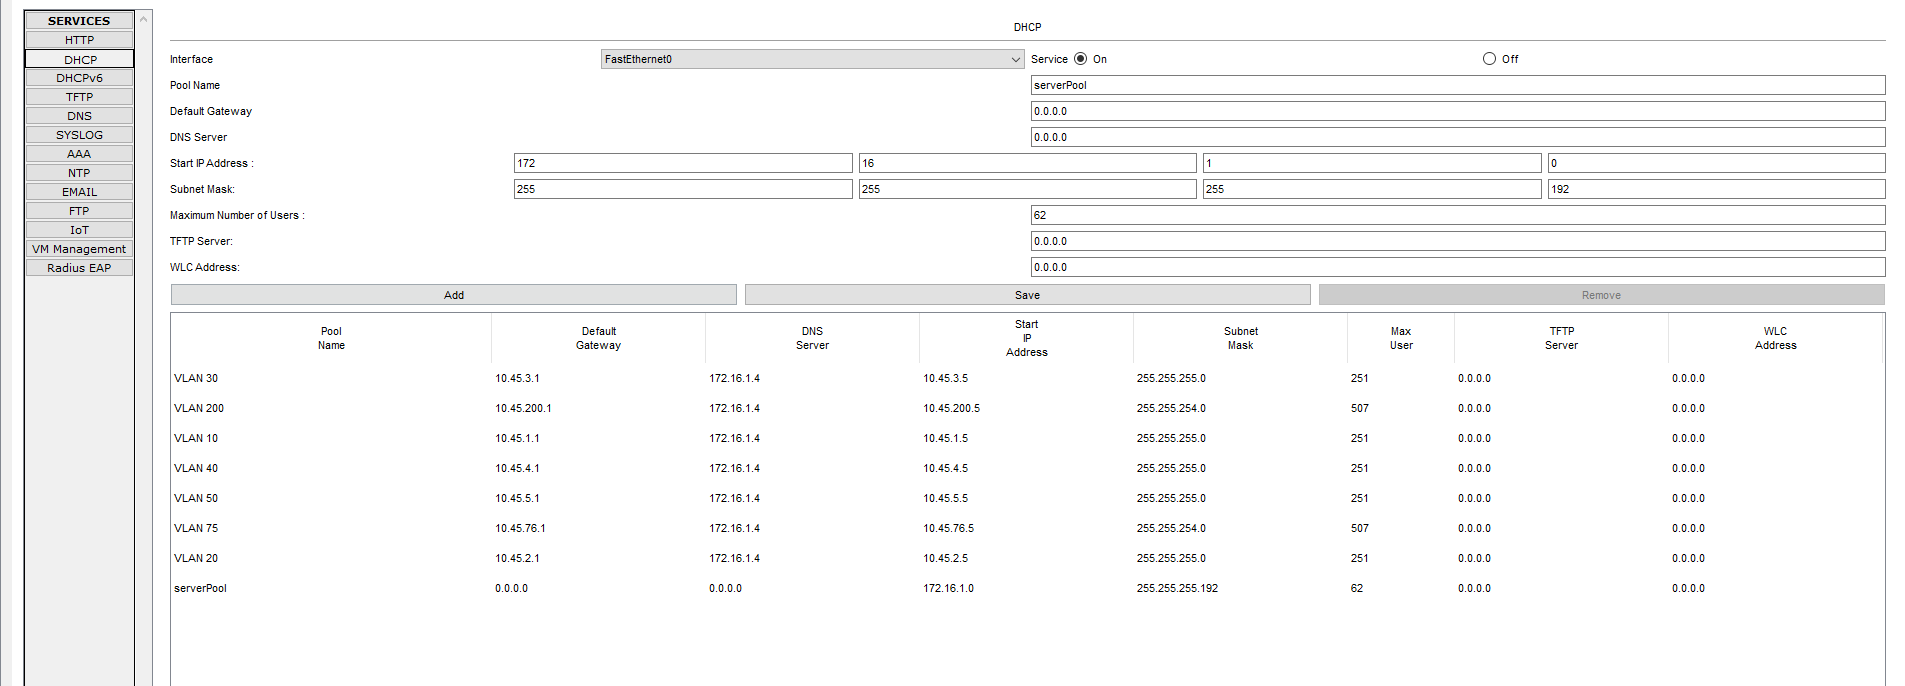 SERVICES
HTTP
DHCP
DHCPv6
TFTP
DNS
SYSLOG
AAA
NTP
EMAIL
FTP
IoT
VM Management
Radius EAP
DHCP
Interface FastEthernet0 Service On Off
Pool Name serverPool
Default Gateway 0.0.0.0
DNS Server 0.0.0.0
Start IP Address : 172 16 1 0
Subnet Mask: 255 255 255 192
Maximum Number of Users : 62
TFTP Server: 0.0.0.0
WLC Address: 0.0.0.0
Add Save Remove
Pool Name Default Gateway DNS Server Start IP Address Subnet Mask Max User TFTP Server WLC Address
VLAN 30 10.45.3.1 172.16.1.4 10.45.3.5 255.255.255.0 251 0.0.0.0 0.0.0.0
VLAN 200 10.45.200.1 172.16.1.4 10.45.200.5 255.255.254.0 507 0.0.0.0 0.0.0.0
VLAN 10 10.45.1.1 172.16.1.4 10.45.1.5 255.255.255.0 251 0.0.0.0 0.0.0.0
VLAN 40 10.45.4.1 172.16.1.4 10.45.4.5 255.255.255.0 251 0.0.0.0 0.0.0.0
VLAN 50 10.45.5.1 172.16.1.4 10.45.5.5 255.255.255.0 251 0.0.0.0 0.0.0.0
VLAN 75 10.45.76.1 172.16.1.4 10.45.76.5 255.255.254.0 507 0.0.0.0 0.0.0.0
VLAN 20 10.45.2.1 172.16.1.4 10.45.2.5 255.255.255.0 251 0.0.0.0 0.0.0.0
serverPool 0.0.0.0 0.0.0.0 172.16.1.0 255.255.255.192 62 0.0.0.0 0.0.0.0